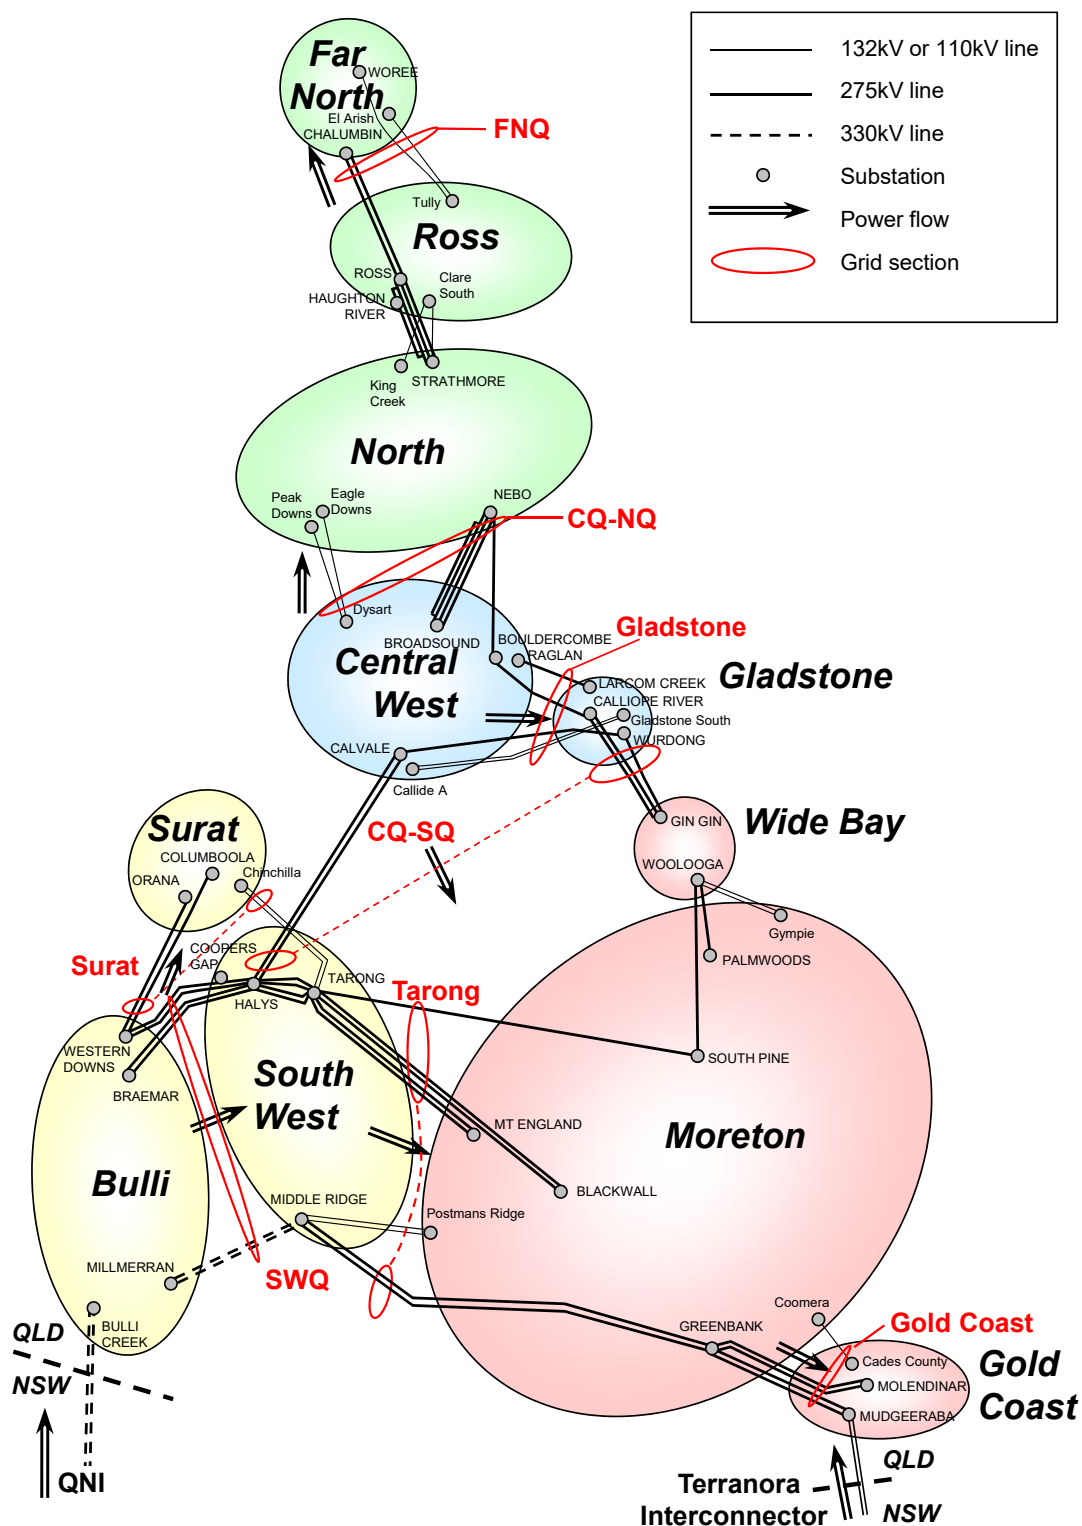 132kV or 110kV line
275kV line
330kV line
Substation
Power flow
Grid section
Far
North
WOREE
El Arish
CHALUMBIN
FNQ
Tully
Ross
ROSS
Clare
South
HAUGHTON
RIVER
King
Creek
STRATHMORE
North
Peak
Downs
Eagle
Downs
NEBO
CQ-NQ
Dysart
BROADSOUND
BOULDERCOMBE
RAGLAN
Gladstone
Central
West
LARCOM CREEK
CALLIOPE RIVER
Gladstone South
WURDONG
Gladstone
CALVALE
Callide A
Surat
COLUMBOOLA
ORANA
Chinchilla
CQ-SQ
GIN GIN
Wide Bay
WOOLOOGA
Gympie
PALMWOODS
COOPERS
GAP
Surat
HALYS
TARONG
Tarong
WESTERN
DOWNS
BRAEMAR
SOUTH PINE
South
West
MT ENGLAND
Moreton
Bulli
BLACKWALL
MIDDLE RIDGE
Postmans Ridge
MILLMERRAN
SWQ
BULLI
CREEK
QLD
NSW
QNI
Coomera
GREENBANK
Gold Coast
Cades County
MOLENDINAR
MUDGEERABA
Gold
Coast
QLD
Terranora
Interconnector
NSW